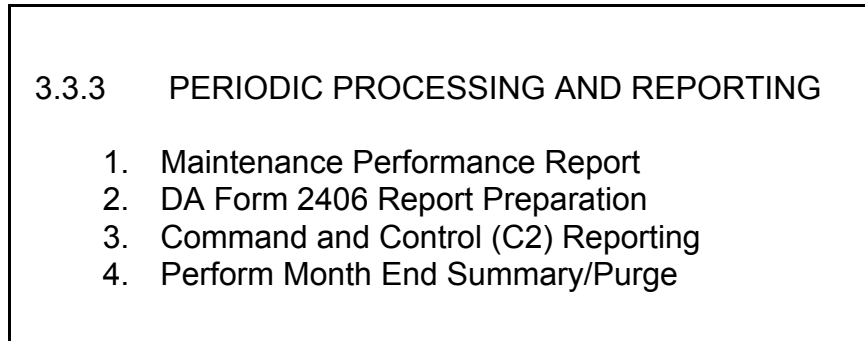 3.3.3 PERIODIC PROCESSING AND REPORTING
1. Maintenance Performance Report
2. DA Form 2406 Report Preparation
3. Command and Control (C2) Reporting
4. Perform Month End Summary/Purge